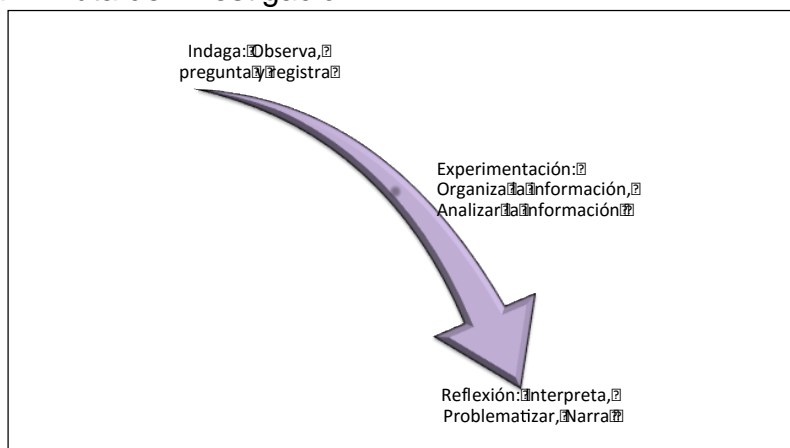 Indaga: Observa,
pregunta y registra
Experimentación:
Organiza la información,
Analizar la información
Reflexión: Interpreta,
Problematizar, Narra